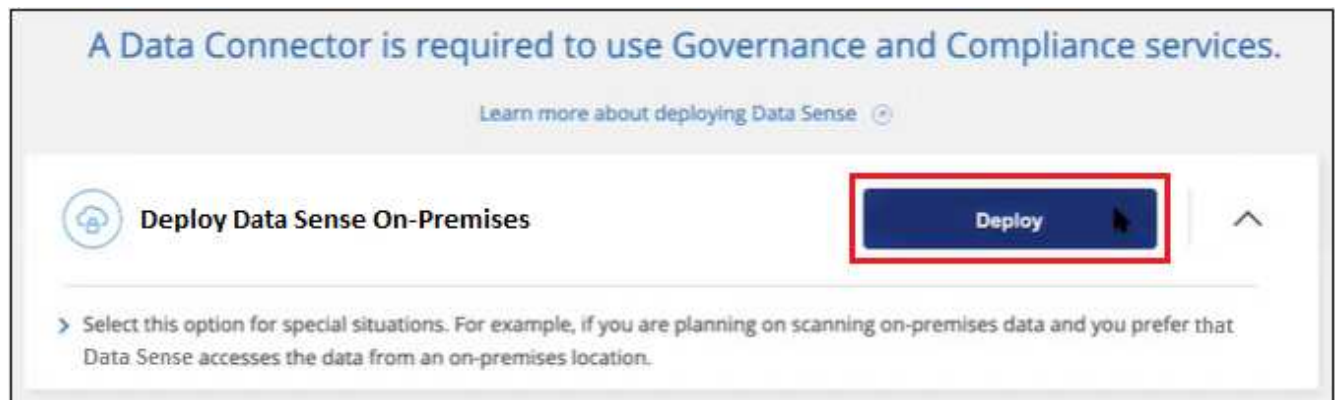 A Data Connector is required to use Governance and Compliance services.
Learn more about deploying Data Sense
Deploy Data Sense On-Premises
Deploy
Select this option for special situations. For example, if you are planning on scanning on-premises data and you prefer that
Data Sense accesses the data from an on-premises location.